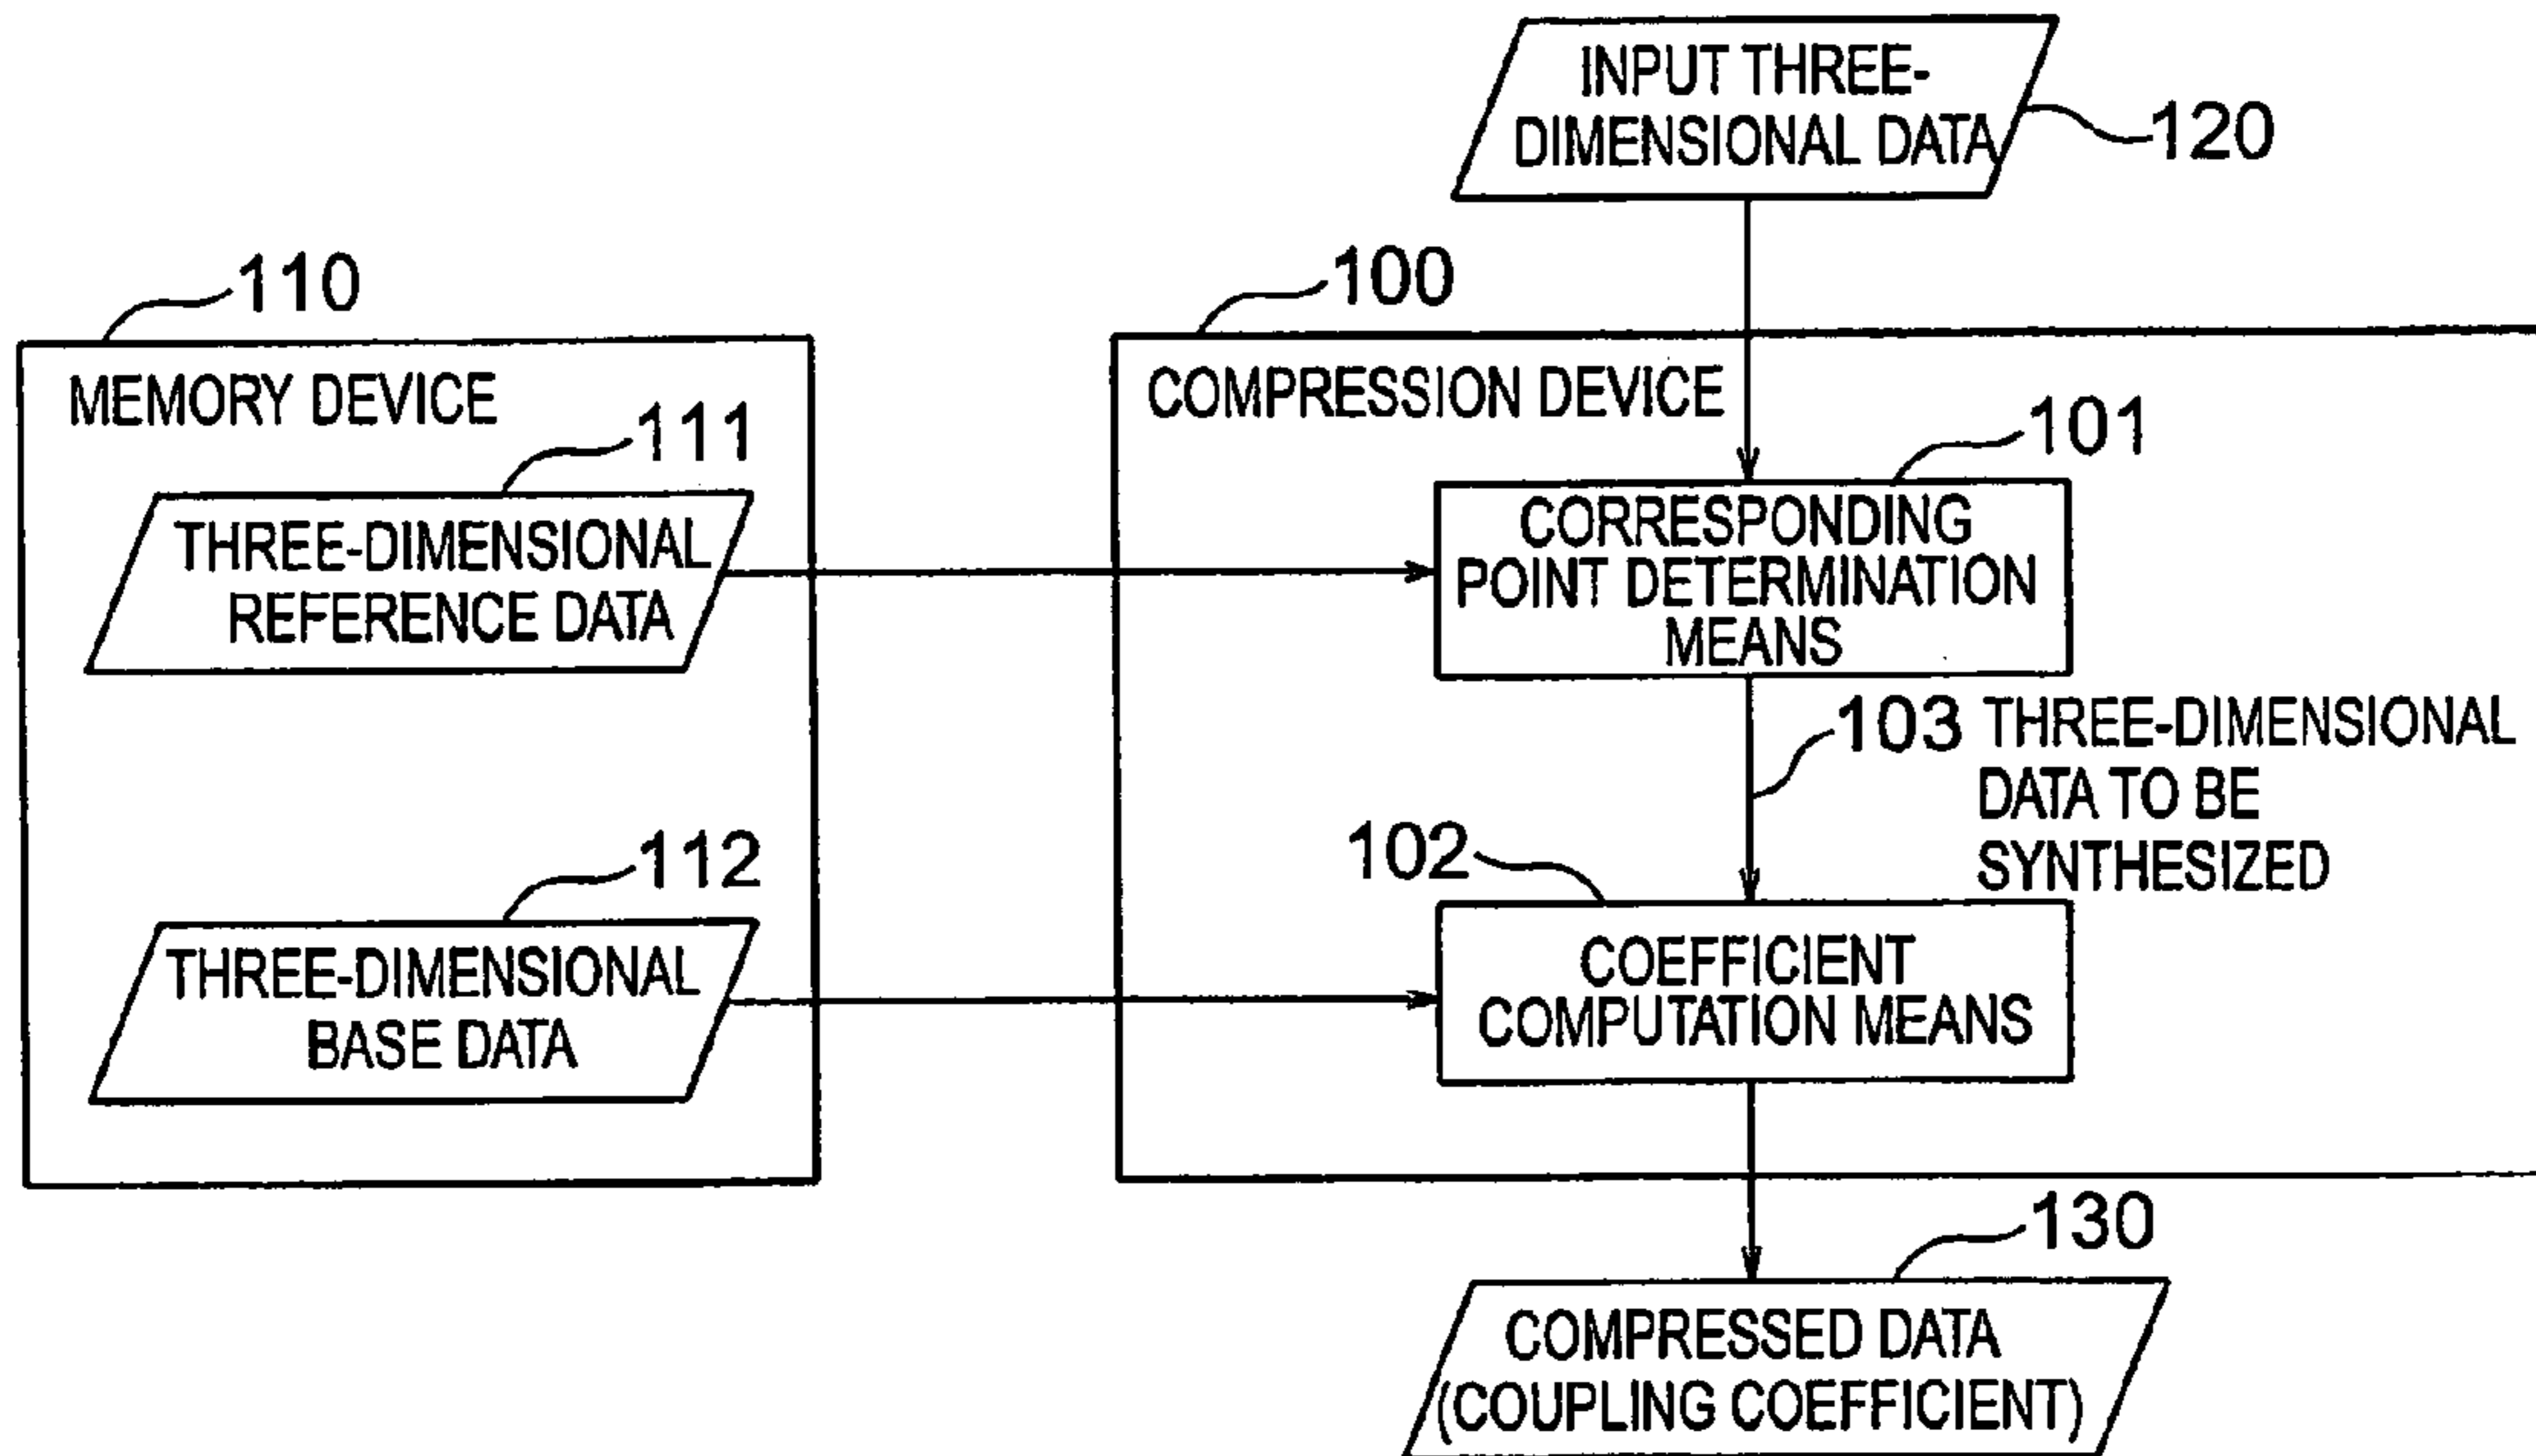 INPUT THREE-
DIMENSIONAL DATA
120
110
100
MEMORY DEVICE
COMPRESSION DEVICE
111
101
THREE-DIMENSIONAL
REFERENCE DATA
CORRESPONDING
POINT DETERMINATION
MEANS
103 THREE-DIMENSIONAL
DATA TO BE
SYNTHESIZED
112
102
THREE-DIMENSIONAL
BASE DATA
COEFFICIENT
COMPUTATION MEANS
130
COMPRESSED DATA
(COUPLING COEFFICIENT)